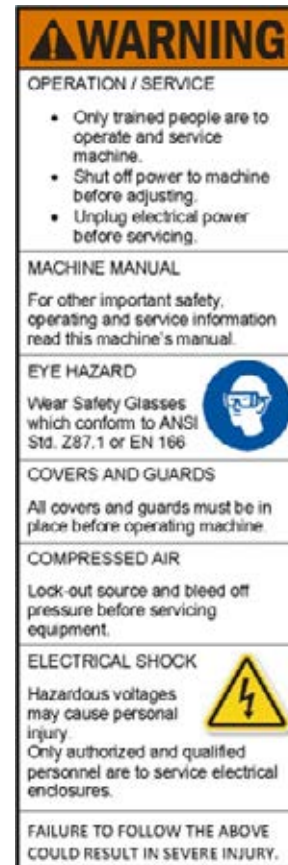 WARNING
OPERATION / SERVICE
• Only trained people are to
operate and service
machine.
• Shut off power to machine
before adjusting.
• Unplug electrical power
before servicing.
MACHINE MANUAL
For other important safety,
operating and service information
read this machine's manual.
EYE HAZARD
Wear Safety Glasses
which conform to ANSI
Std. Z87.1 or EN 166
COVERS AND GUARDS
All covers and guards must be in
place before operating machine.
COMPRESSED AIR
Lock-out source and bleed off
pressure before servicing
equipment.
ELECTRICAL SHOCK
Hazardous voltages
may cause personal
injury.
Only authorized and qualified
personnel are to service electrical
enclosures.
FAILURE TO FOLLOW THE ABOVE
COULD RESULT IN SEVERE INJURY.